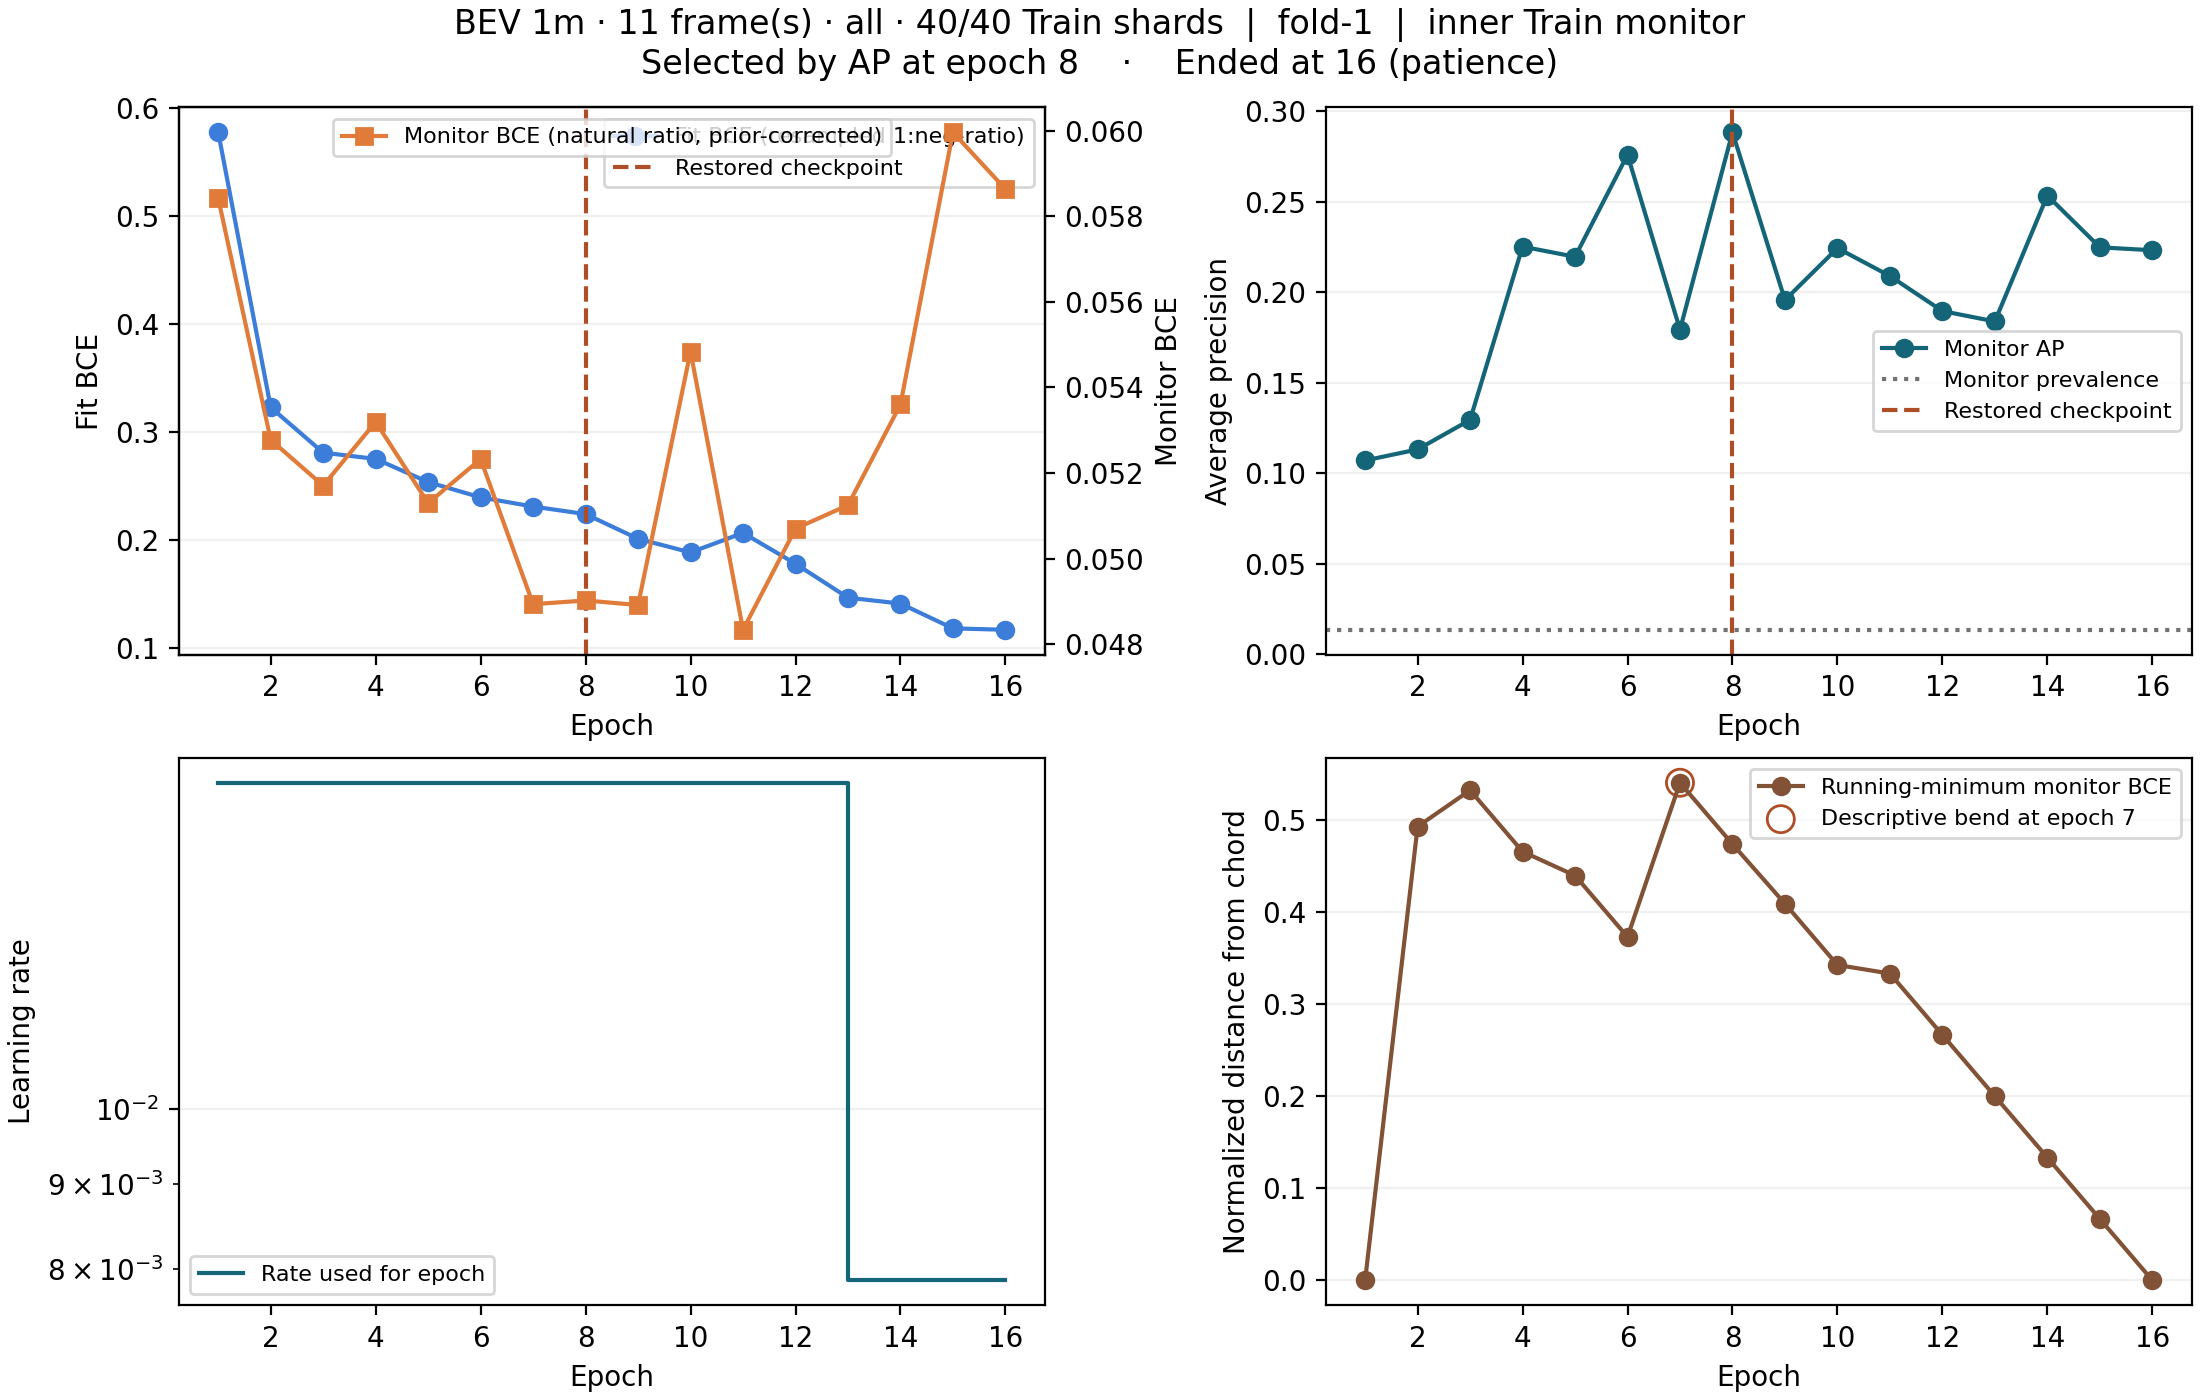 BEV 1m · 11 frame(s) · all · 40/40 Train shards | fold-1 | inner Train monitor
Selected by AP at epoch 8 · Ended at 16 (patience)
Fit BCE
0.6
0.5
0.4
0.3
0.2
0.1
Monitor BCE (natural ratio, prior-corrected)
1:neg ratio)
Restored checkpoint
0.060
0.058
0.056
0.054
0.052
0.050
0.048
Monitor BCE
2 4 6 8 10 12 14 16
Epoch
Average precision
0.30
0.25
0.20
0.15
0.10
0.05
0.00
Monitor AP
Monitor prevalence
Restored checkpoint
2 4 6 8 10 12 14 16
Epoch
Learning rate
10⁻²
9 × 10⁻³
8 × 10⁻³
Rate used for epoch
2 4 6 8 10 12 14 16
Epoch
Normalized distance from chord
0.5
0.4
0.3
0.2
0.1
0.0
Running-minimum monitor BCE
Descriptive bend at epoch 7
2 4 6 8 10 12 14 16
Epoch